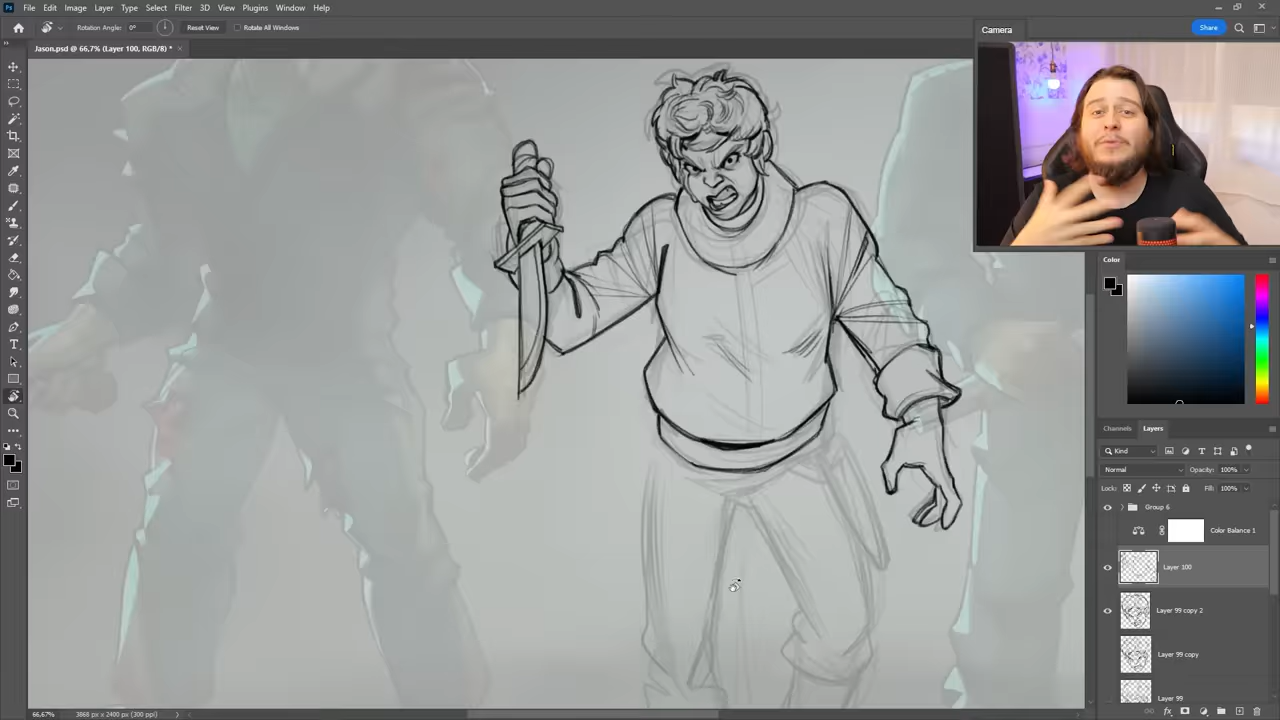 Ps File Edit Image Layer Type Select Filter 3D View Plugins Window Help
Rotation Angle: 0° Reset View Rotate All Windows
Share
Camera
Jason.psd @ 66,7% (Layer 100, RGB/8) *
Color
Channels Layers
Kind
Normal Opacity: 100%
Lock: Fill: 100%
Group 6
Color Balance 1
Layer 100
Layer 99 copy 2
Layer 99 copy
Layer 99
fx
66,67% 3868 px x 2400 px (300 ppi)